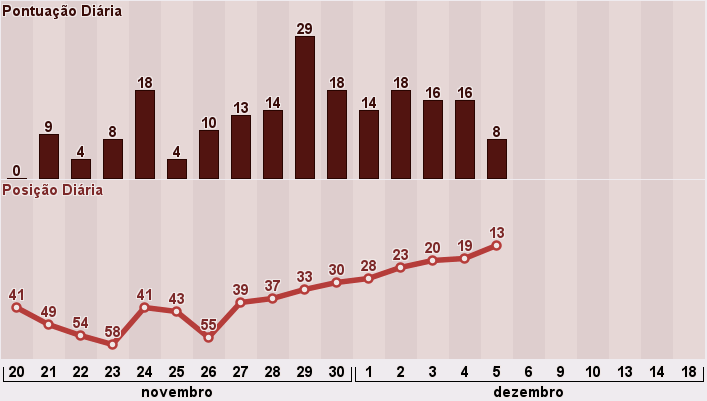 Pontuação Diária
0 9 4 8 18 4 10 13 14 29 18 14 18 16 16 8
Posição Diária
41 49 54 58 41 43 55 39 37 33 30 28 23 20 19 13
20 21 22 23 24 25 26 27 28 29 30 1 2 3 4 5 6 9 10 13 14 18
novembro dezembro